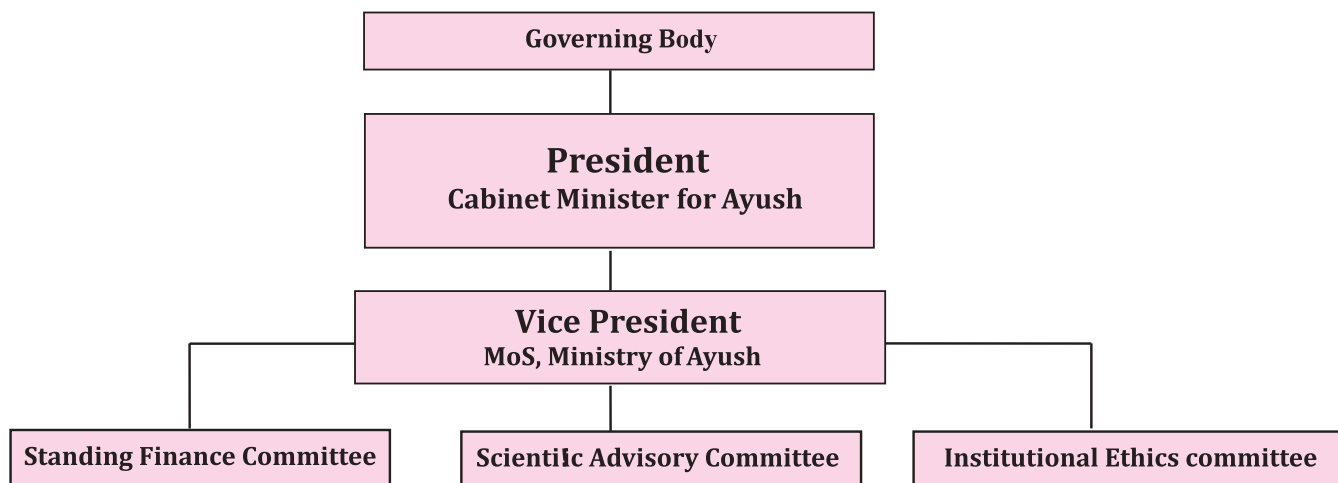 Governing Body
President
Cabinet Minister for Ayush
Vice President
MoS, Ministry of Ayush
Standing Finance Committee
Scientific Advisory Committee
Institutional Ethics committee